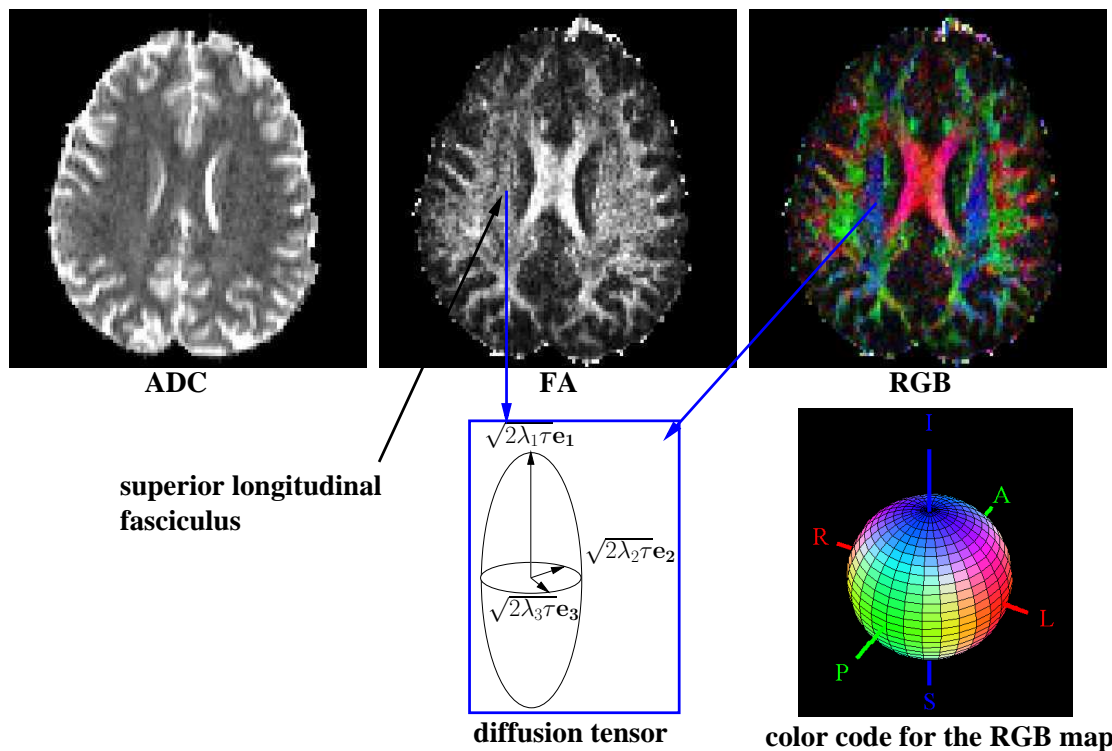 ADC
FA
RGB
superior longitudinal
fasciculus
√2λ₁τe₁
√2λ₂τe₂
√2λ₃τe₃
diffusion tensor
I
A
R
L
P
S
color code for the RGB map